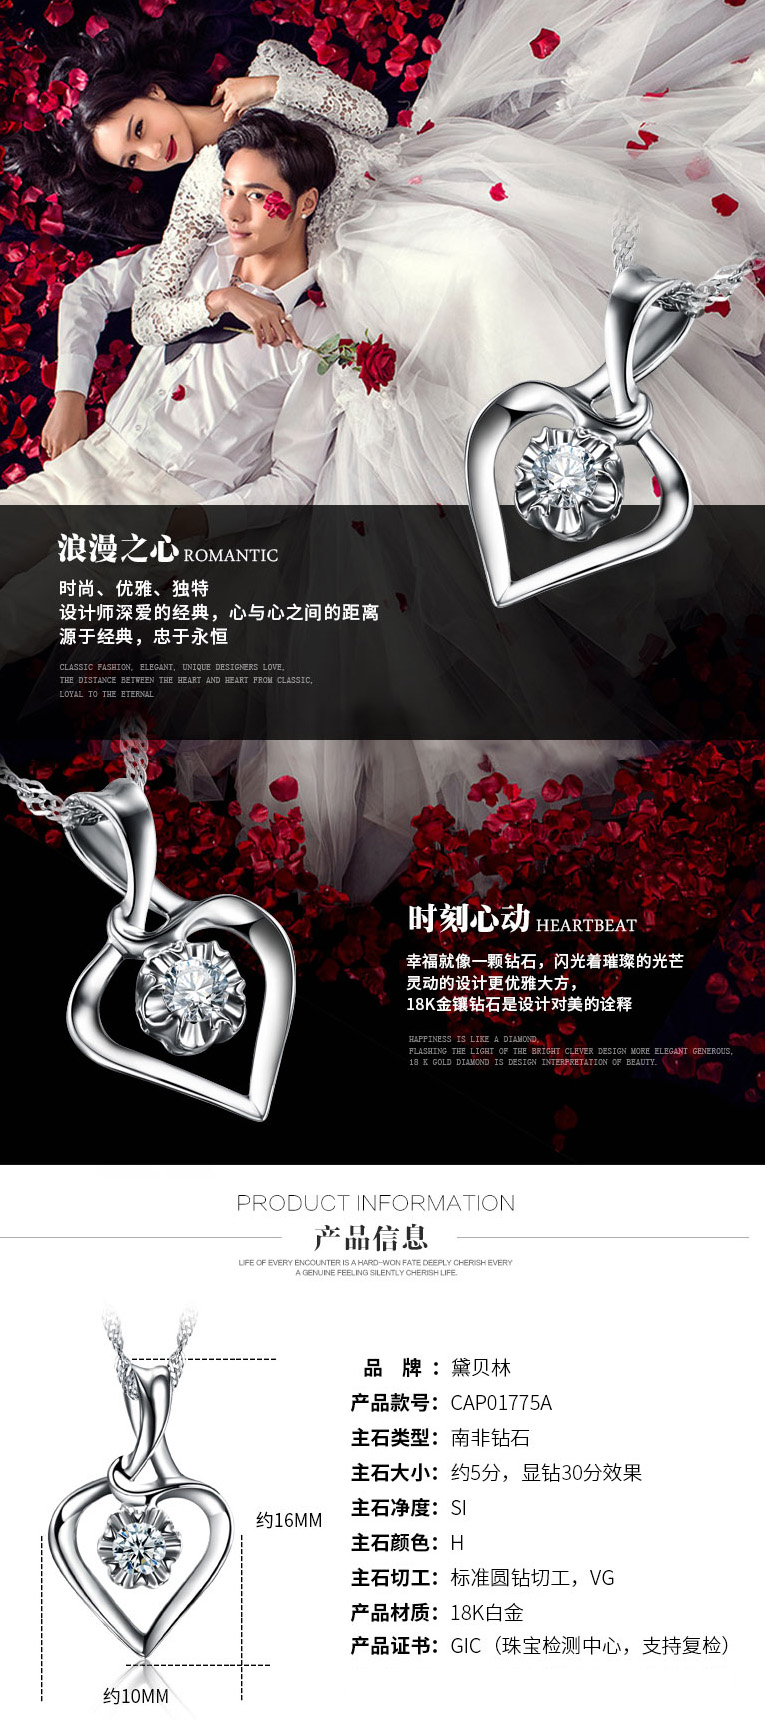 浪漫之心 ROMANTIC
时尚、优雅、独特
设计师深爱的经典，心与心之间的距离
源于经典，忠于永恒
CLASSIC FASHION, ELEGANT, UNIQUE DESIGNERS LOVE,
THE DISTANCE BETWEEN THE HEART AND HEART FROM CLASSIC,
LOYAL TO THE ETERNAL
时刻心动 HEARTBEAT
幸福就像一颗钻石，闪光着璀璨的光芒
灵动的设计更优雅大方，
18K金镶钻石是设计对美的诠释
HAPPINESS IS LIKE A DIAMOND,
FLASHING THE LIGHT OF THE BRIGHT CLEVER DESIGN MORE ELEGANT GENEROUS,
18 K GOLD DIAMOND IS DESIGN INTERPRETATION OF BEAUTY.
PRODUCT INFORMATION
产品信息
LIFE OF EVERY ENCOUNTER IS A HARD-WON FATE DEEPLY CHERISH EVERY
A GENUINE FEELING SILENTLY CHERISH LIFE.
品 牌：黛贝林
产品款号：CAP01775A
主石类型：南非钻石
主石大小：约5分，显钻30分效果
主石净度：SI
主石颜色：H
主石切工：标准圆钻切工，VG
产品材质：18K白金
产品证书：GIC（珠宝检测中心，支持复检）
约16MM
约10MM